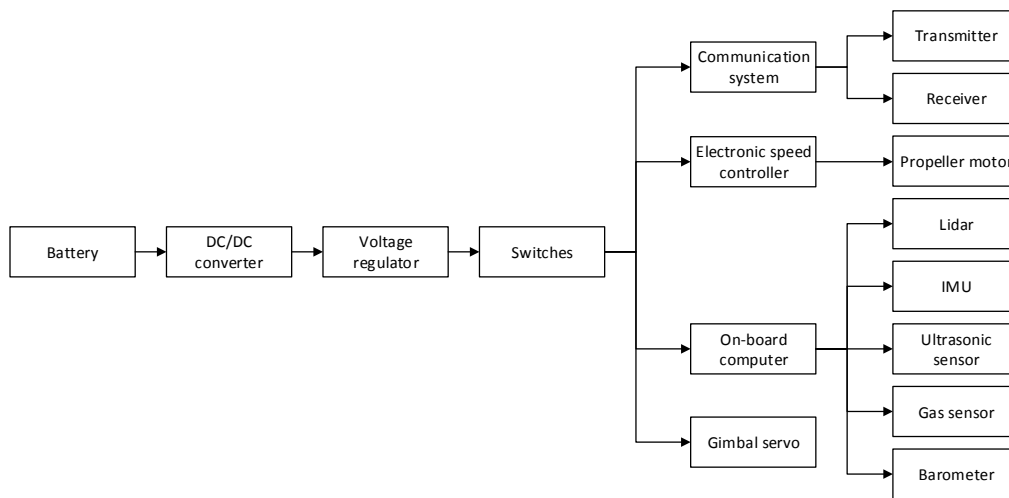 Transmitter
Communication
system
Receiver
Electronic speed
controller
Propeller motor
Lidar
Battery
DC/DC
converter
Voltage
regulator
Switches
IMU
On-board
computer
Ultrasonic
sensor
Gas sensor
Gimbal servo
Barometer